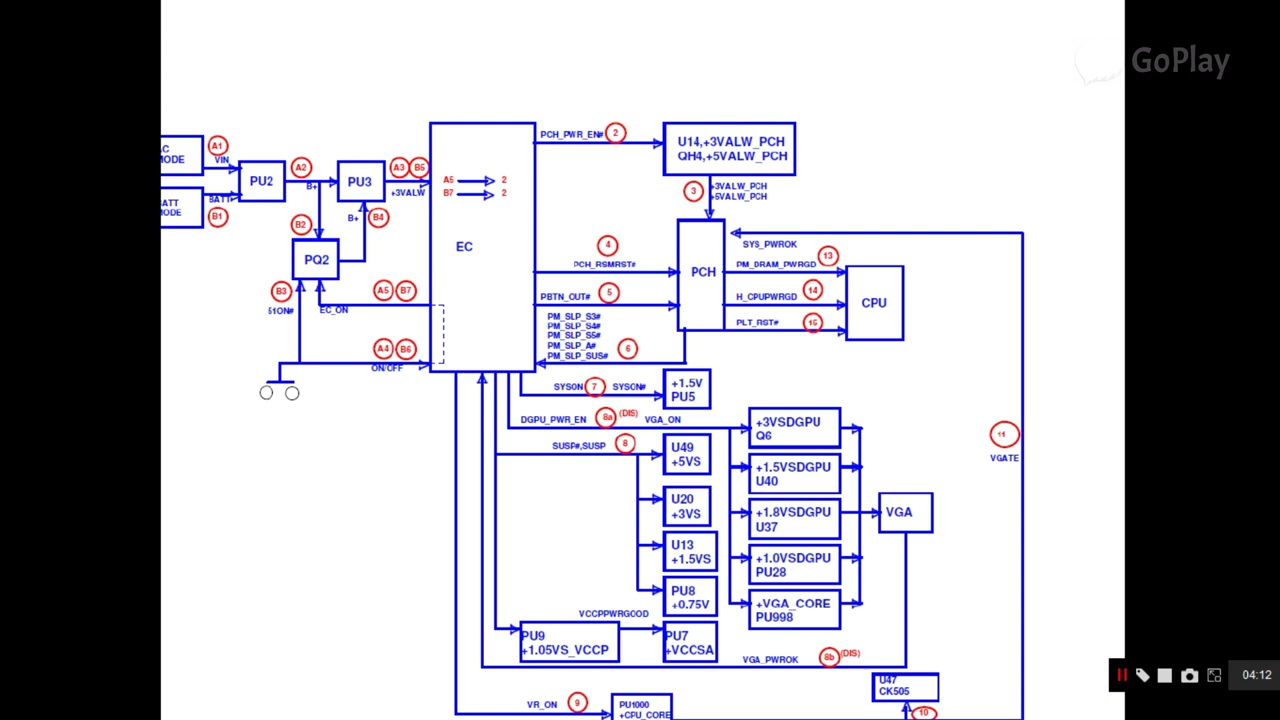 GoPlay
A1
C
MODE
VIN
PU2
A2
B+
PU3
A3
B5
+3VALW
BATT
ATT
MODE
B1
B2
B+
B4
PQ2
B3
51ON#
A5
B7
EC_ON
A4
B6
ON/OFF
A5 2
B7 2
EC
PCH_PWR_EN#
2
U14,+3VALW_PCH
QH4,+5VALW_PCH
3
+3VALW_PCH
+5VALW_PCH
4
PCH_RSMRST#
PBTN_OUT#
5
PM_SLP_S3#
PM_SLP_S4#
PM_SLP_S5#
PM_SLP_A#
PM_SLP_SUS#
6
PCH
SYS_PWROK
PM_DRAM_PWRGD
13
H_CPUPWRGD
14
PLT_RST#
15
CPU
SYSON
7
SYSON#
+1.5V
PU5
DGPU_PWR_EN
8a
(DIS)
VGA_ON
SUSP#,SUSP
8
U49
+5VS
U20
+3VS
U13
+1.5VS
PU8
+0.75V
+3VSDGPU
Q6
+1.5VSDGPU
U40
+1.8VSDGPU
U37
+1.0VSDGPU
PU28
+VGA_CORE
PU998
VGA
11
VGATE
VCCPPWRGOOD
PU9
+1.05VS_VCCP
PU7
+VCCSA
VGA_PWROK
8b
(DIS)
VR_ON
9
PU1000
+CPU_CORE
U47
CK505
10
04:12